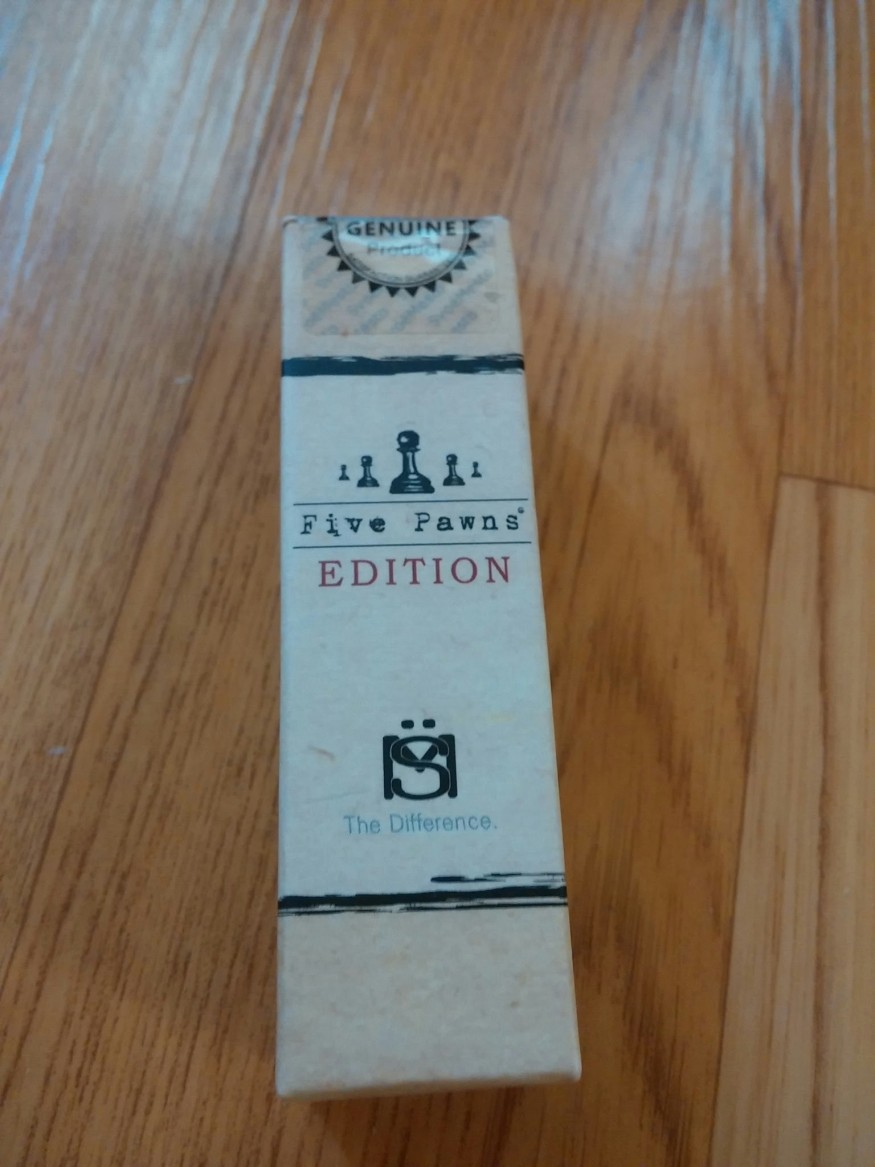 GENUINE
Product
Five Pawns®
EDITION
The Difference.